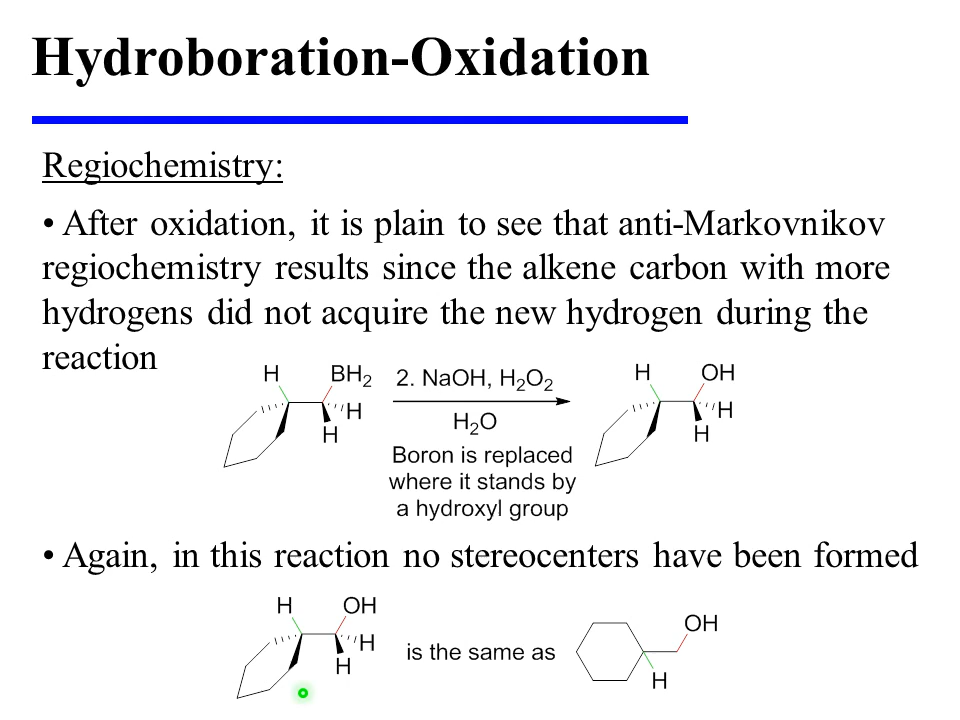 Hydroboration-Oxidation
Regiochemistry:
• After oxidation, it is plain to see that anti-Markovnikov
regiochemistry results since the alkene carbon with more
hydrogens did not acquire the new hydrogen during the
reaction
H BH₂ 2. NaOH, H₂O₂ H OH
H H₂O H
H H
Boron is replaced
where it stands by
a hydroxyl group
• Again, in this reaction no stereocenters have been formed
H OH OH
H is the same as
H H